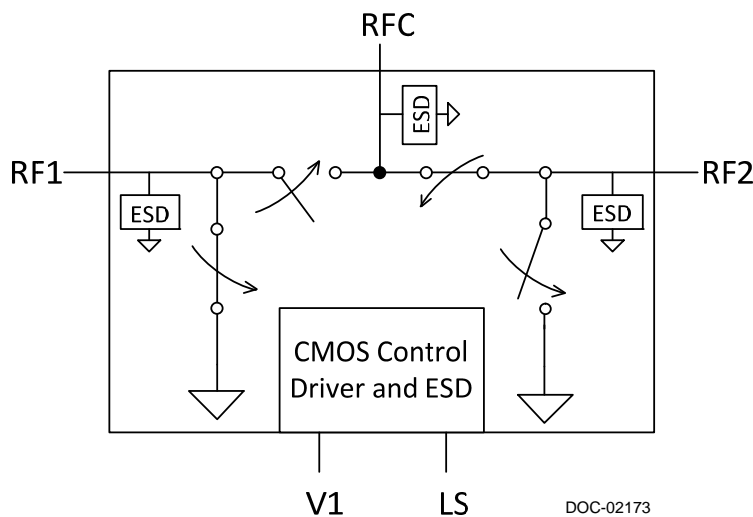 RFC
ESD
RF1
RF2
ESD
ESD
CMOS Control
Driver and ESD
V1
LS
DOC-02173